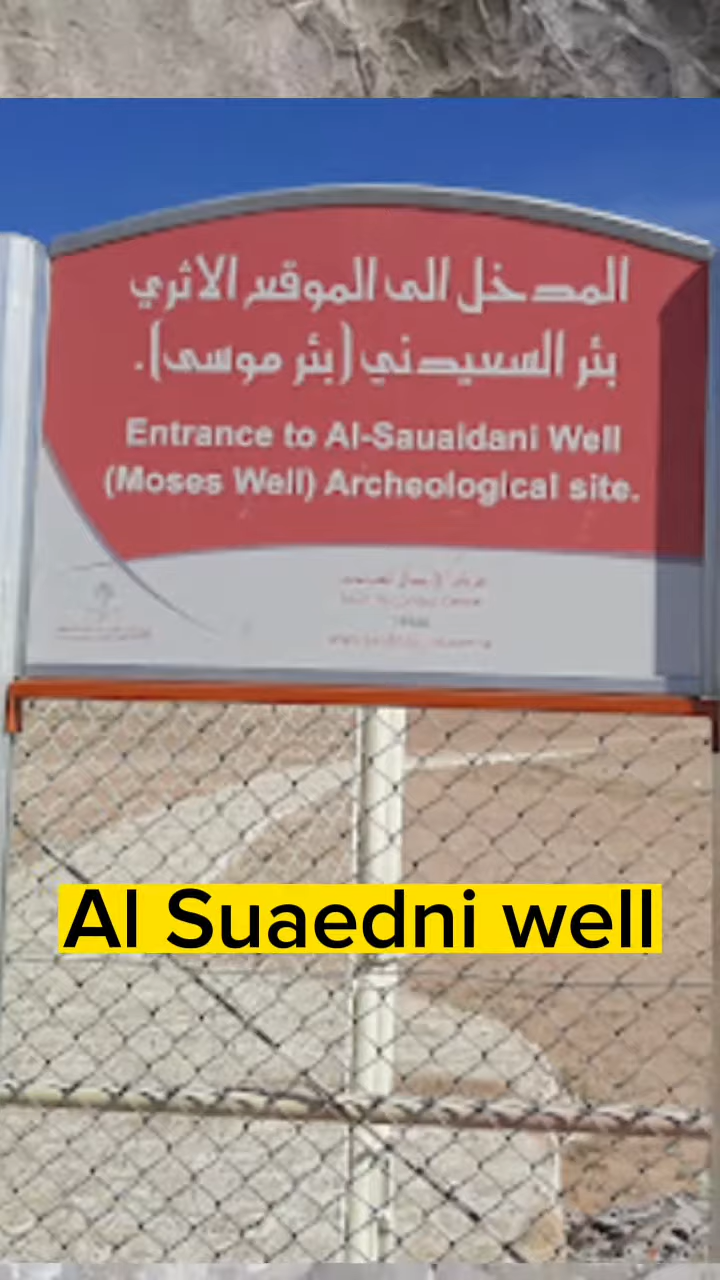 المدخل الى الموقع الاثري
بئر السعيدني (بئر موسى).
Entrance to Al-Sauaidani Well
(Moses Well) Archeological site.
Al Suaedni well